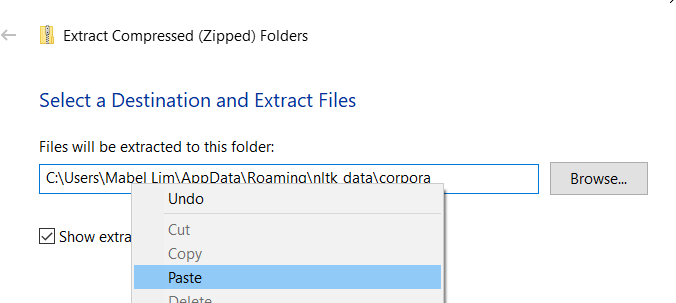 Extract Compressed (Zipped) Folders
Select a Destination and Extract Files
Files will be extracted to this folder:
C:\Users\Mabel Lim\AppData\Roaming\nltk_data\corpora
Browse...
Undo
Show extra
Cut
Copy
Paste
Delete